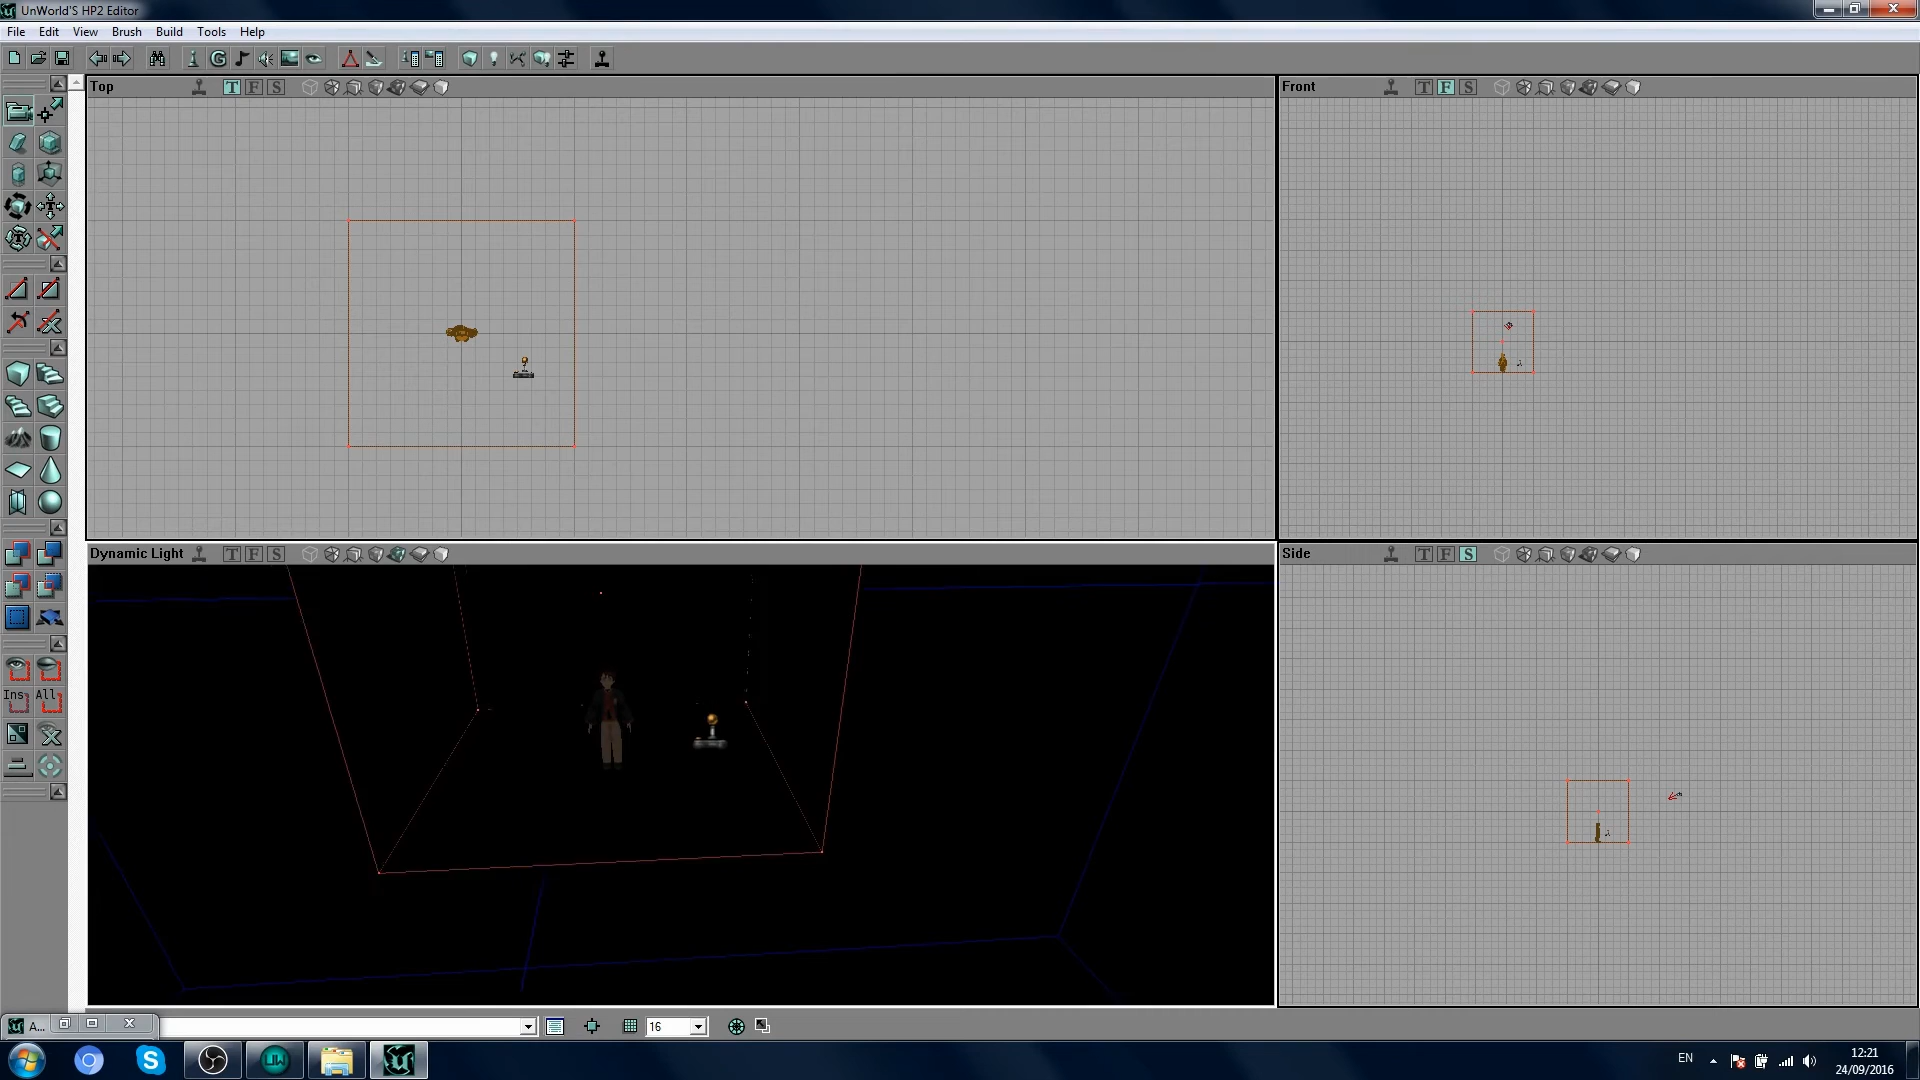 UnWorld'S HP2 Editor
File Edit View Brush Build Tools Help
Top T F S
Front T F S
Dynamic Light T F S
Side T F S
Ins All
A...
16
UW
EN
12:21
24/09/2016